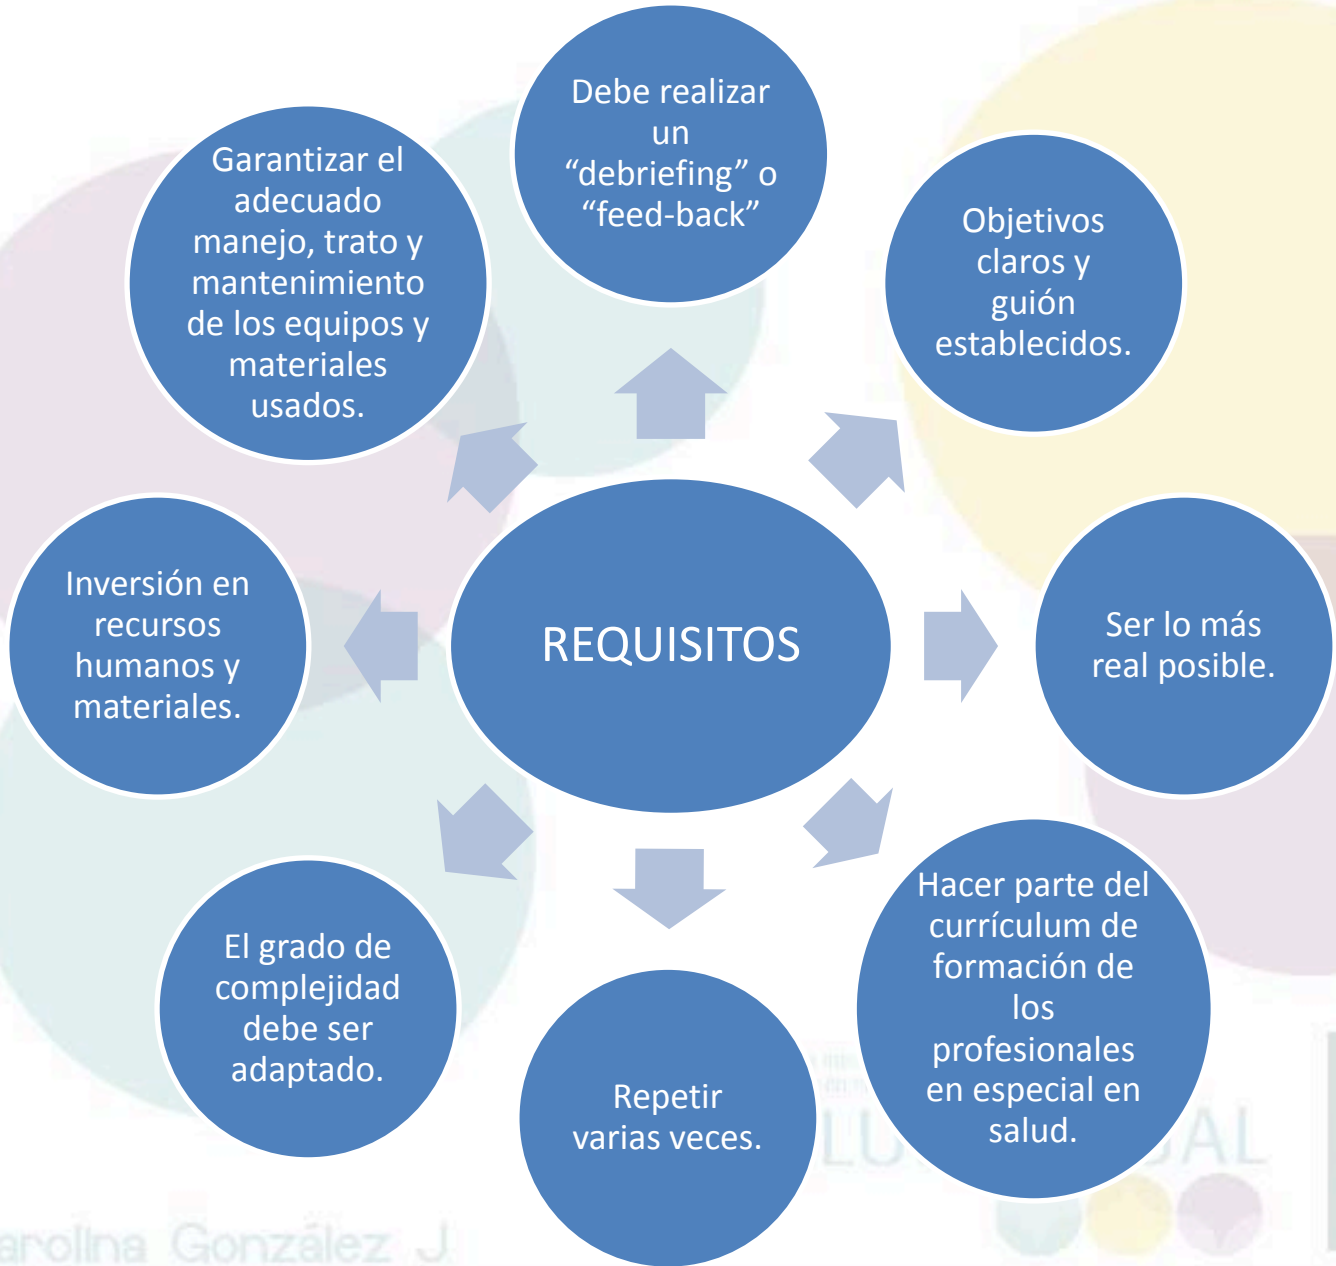 Debe realizar
un
“debriefing” o
“feed-back”
Garantizar el
adecuado
manejo, trato y
mantenimiento
de los equipos y
materiales
usados.
Objetivos
claros y
guión
establecidos.
Inversión en
recursos
humanos y
materiales.
REQUISITOS
Ser lo más
real posible.
El grado de
complejidad
debe ser
adaptado.
Repetir
varias veces.
Hacer parte del
currículum de
formación de
los
profesionales
en especial en
salud.
González J